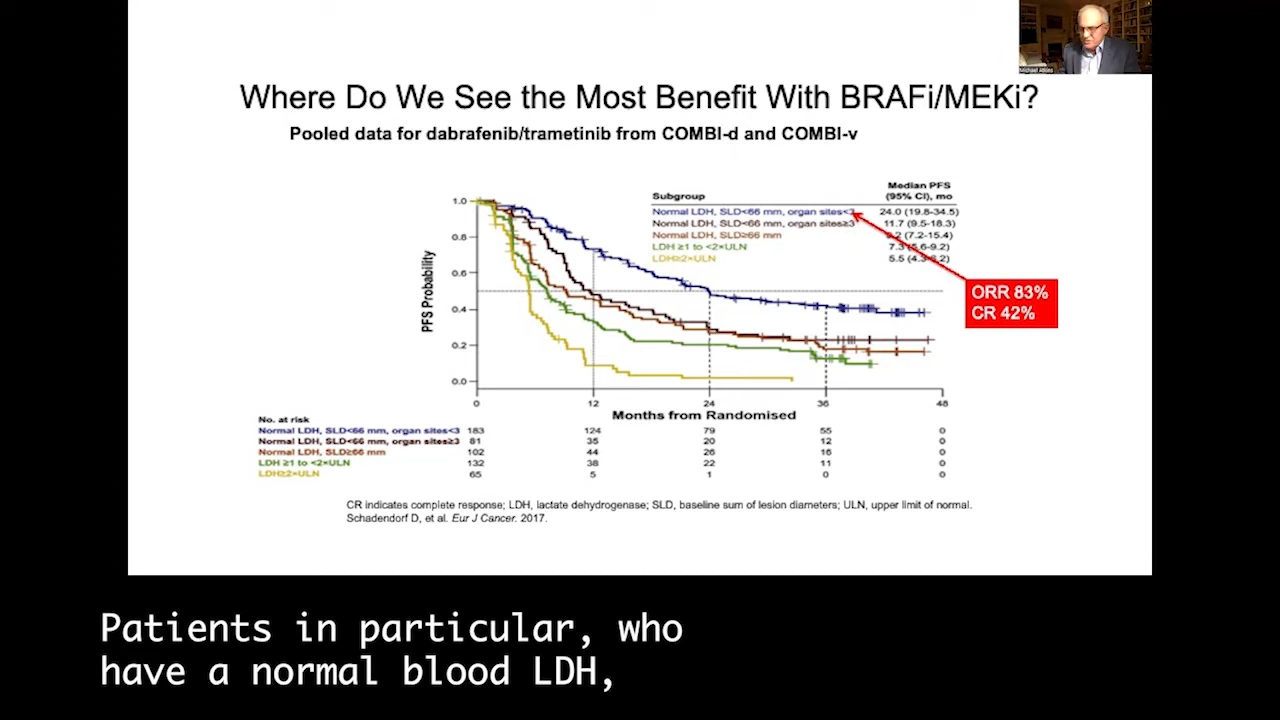 Michael Atkins
Where Do We See the Most Benefit With BRAFi/MEKi?
Pooled data for dabrafenib/trametinib from COMBI-d and COMBI-v
Median PFS
Subgroup (95% CI), mo
Normal LDH, SLD<66 mm, organ sites< 24.0 (19.8-34.5)
Normal LDH, SLD<66 mm, organ sites≥3 11.7 (9.5-18.3)
Normal LDH, SLD≥66 mm (7.2-15.4)
LDH ≥1 to <2×ULN 7.3 (5.6-9.2)
LDH≥2×ULN 5.5
ORR 83%
CR 42%
PFS Probability
1.0
0.8
0.6
0.4
0.2
0.0
0 12 24 36 48
Months from Randomised
No. at risk
Normal LDH, SLD<66 mm, organ sites<3 183 124 79 55 0
Normal LDH, SLD<66 mm, organ sites≥3 81 35 20 12 0
Normal LDH, SLD≥66 mm 102 44 26 16 0
LDH ≥1 to <2×ULN 132 38 22 11 0
LDH≥2×ULN 65 5 1 0 0
CR indicates complete response; LDH, lactate dehydrogenase; SLD, baseline sum of lesion diameters; ULN, upper limit of normal.
Schadendorf D, et al. Eur J Cancer. 2017.
Patients in particular, who
have a normal blood LDH,